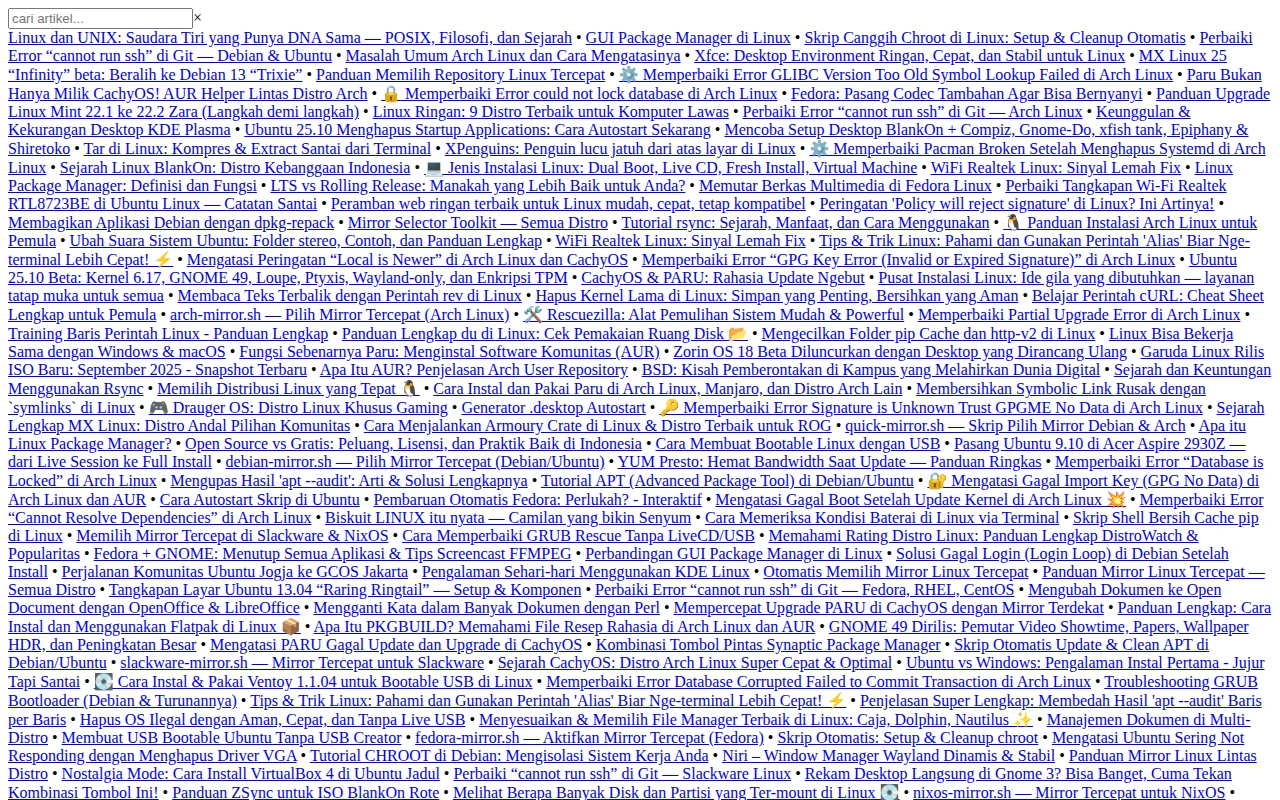 cari artikel... ×
Linux dan UNIX: Saudara Tiri yang Punya DNA Sama — POSIX, Filosofi, dan Sejarah • GUI Package Manager di Linux • Skrip Canggih Chroot di Linux: Setup & Cleanup Otomatis • Perbaiki
Error “cannot run ssh” di Git — Debian & Ubuntu • Masalah Umum Arch Linux dan Cara Mengatasinya • Xfce: Desktop Environment Ringan, Cepat, dan Stabil untuk Linux • MX Linux 25
“Infinity” beta: Beralih ke Debian 13 “Trixie” • Panduan Memilih Repository Linux Tercepat • ⚙️ Memperbaiki Error GLIBC Version Too Old Symbol Lookup Failed di Arch Linux • Paru Bukan
Hanya Milik CachyOS! AUR Helper Lintas Distro Arch • 🔒 Memperbaiki Error could not lock database di Arch Linux • Fedora: Pasang Codec Tambahan Agar Bisa Bernyanyi • Panduan Upgrade
Linux Mint 22.1 ke 22.2 Zara (Langkah demi langkah) • Linux Ringan: 9 Distro Terbaik untuk Komputer Lawas • Perbaiki Error “cannot run ssh” di Git — Arch Linux • Keunggulan &
Kekurangan Desktop KDE Plasma • Ubuntu 25.10 Menghapus Startup Applications: Cara Autostart Sekarang • Mencoba Setup Desktop BlankOn + Compiz, Gnome-Do, xfish tank, Epiphany &
Shiretoko • Tar di Linux: Kompres & Extract Santai dari Terminal • XPenguins: Penguin lucu jatuh dari atas layar di Linux • ⚙️ Memperbaiki Pacman Broken Setelah Menghapus Systemd di Arch
Linux • Sejarah Linux BlankOn: Distro Kebanggaan Indonesia • 💻 Jenis Instalasi Linux: Dual Boot, Live CD, Fresh Install, Virtual Machine • WiFi Realtek Linux: Sinyal Lemah Fix • Linux
Package Manager: Definisi dan Fungsi • LTS vs Rolling Release: Manakah yang Lebih Baik untuk Anda? • Memutar Berkas Multimedia di Fedora Linux • Perbaiki Tangkapan Wi-Fi Realtek
RTL8723BE di Ubuntu Linux — Catatan Santai • Peramban web ringan terbaik untuk Linux mudah, cepat, tetap kompatibel • Peringatan 'Policy will reject signature' di Linux? Ini Artinya! •
Membagikan Aplikasi Debian dengan dpkg-repack • Mirror Selector Toolkit — Semua Distro • Tutorial rsync: Sejarah, Manfaat, dan Cara Menggunakan • 🐧 Panduan Instalasi Arch Linux untuk
Pemula • Ubah Suara Sistem Ubuntu: Folder stereo, Contoh, dan Panduan Lengkap • WiFi Realtek Linux: Sinyal Lemah Fix • Tips & Trik Linux: Pahami dan Gunakan Perintah 'Alias' Biar Nge-
terminal Lebih Cepat! ⚡ • Mengatasi Peringatan “Local is Newer” di Arch Linux dan CachyOS • Memperbaiki Error “GPG Key Error (Invalid or Expired Signature)” di Arch Linux • Ubuntu
25.10 Beta: Kernel 6.17, GNOME 49, Loupe, Ptyxis, Wayland-only, dan Enkripsi TPM • CachyOS & PARU: Rahasia Update Ngebut • Pusat Instalasi Linux: Ide gila yang dibutuhkan — layanan
tatap muka untuk semua • Membaca Teks Terbalik dengan Perintah rev di Linux • Hapus Kernel Lama di Linux: Simpan yang Penting, Bersihkan yang Aman • Belajar Perintah cURL: Cheat Sheet
Lengkap untuk Pemula • arch-mirror.sh — Pilih Mirror Tercepat (Arch Linux) • 🛠️ Rescuezilla: Alat Pemulihan Sistem Mudah & Powerful • Memperbaiki Partial Upgrade Error di Arch Linux •
Training Baris Perintah Linux - Panduan Lengkap • Panduan Lengkap du di Linux: Cek Pemakaian Ruang Disk 📂 • Mengecilkan Folder pip Cache dan http-v2 di Linux • Linux Bisa Bekerja
Sama dengan Windows & macOS • Fungsi Sebenarnya Paru: Menginstal Software Komunitas (AUR) • Zorin OS 18 Beta Diluncurkan dengan Desktop yang Dirancang Ulang • Garuda Linux Rilis
ISO Baru: September 2025 - Snapshot Terbaru • Apa Itu AUR? Penjelasan Arch User Repository • BSD: Kisah Pemberontakan di Kampus yang Melahirkan Dunia Digital • Sejarah dan Keuntungan
Menggunakan Rsync • Memilih Distribusi Linux yang Tepat 🐧 • Cara Instal dan Pakai Paru di Arch Linux, Manjaro, dan Distro Arch Lain • Membersihkan Symbolic Link Rusak dengan
`symlinks` di Linux • 🎮 Drauger OS: Distro Linux Khusus Gaming • Generator .desktop Autostart • 🔑 Memperbaiki Error Signature is Unknown Trust GPGME No Data di Arch Linux • Sejarah
Lengkap MX Linux: Distro Andal Pilihan Komunitas • Cara Menjalankan Armoury Crate di Linux & Distro Terbaik untuk ROG • quick-mirror.sh — Skrip Pilih Mirror Debian & Arch • Apa itu
Linux Package Manager? • Open Source vs Gratis: Peluang, Lisensi, dan Praktik Baik di Indonesia • Cara Membuat Bootable Linux dengan USB • Pasang Ubuntu 9.10 di Acer Aspire 2930Z —
dari Live Session ke Full Install • debian-mirror.sh — Pilih Mirror Tercepat (Debian/Ubuntu) • YUM Presto: Hemat Bandwidth Saat Update — Panduan Ringkas • Memperbaiki Error “Database is
Locked” di Arch Linux • Mengupas Hasil 'apt --audit': Arti & Solusi Lengkapnya • Tutorial APT (Advanced Package Tool) di Debian/Ubuntu • 🔐 Mengatasi Gagal Import Key (GPG No Data) di
Arch Linux dan AUR • Cara Autostart Skrip di Ubuntu • Pembaruan Otomatis Fedora: Perlukah? - Interaktif • Mengatasi Gagal Boot Setelah Update Kernel di Arch Linux 💥 • Memperbaiki Error
“Cannot Resolve Dependencies” di Arch Linux • Biskuit LINUX itu nyata — Camilan yang bikin Senyum • Cara Memeriksa Kondisi Baterai di Linux via Terminal • Skrip Shell Bersih Cache pip
di Linux • Memilih Mirror Tercepat di Slackware & NixOS • Cara Memperbaiki GRUB Rescue Tanpa LiveCD/USB • Memahami Rating Distro Linux: Panduan Lengkap DistroWatch &
Popularitas • Fedora + GNOME: Menutup Semua Aplikasi & Tips Screencast FFMPEG • Perbandingan GUI Package Manager di Linux • Solusi Gagal Login (Login Loop) di Debian Setelah
Install • Perjalanan Komunitas Ubuntu Jogja ke GCOS Jakarta • Pengalaman Sehari-hari Menggunakan KDE Linux • Otomatis Memilih Mirror Linux Tercepat • Panduan Mirror Linux Tercepat —
Semua Distro • Tangkapan Layar Ubuntu 13.04 “Raring Ringtail” — Setup & Komponen • Perbaiki Error “cannot run ssh” di Git — Fedora, RHEL, CentOS • Mengubah Dokumen ke Open
Document dengan OpenOffice & LibreOffice • Mengganti Kata dalam Banyak Dokumen dengan Perl • Mempercepat Upgrade PARU di CachyOS dengan Mirror Terdekat • Panduan Lengkap: Cara
Instal dan Menggunakan Flatpak di Linux 📦 • Apa Itu PKGBUILD? Memahami File Resep Rahasia di Arch Linux dan AUR • GNOME 49 Dirilis: Pemutar Video Showtime, Papers, Wallpaper
HDR, dan Peningkatan Besar • Mengatasi PARU Gagal Update dan Upgrade di CachyOS • Kombinasi Tombol Pintas Synaptic Package Manager • Skrip Otomatis Update & Clean APT di
Debian/Ubuntu • slackware-mirror.sh — Mirror Tercepat untuk Slackware • Sejarah CachyOS: Distro Arch Linux Super Cepat & Optimal • Ubuntu vs Windows: Pengalaman Instal Pertama - Jujur
Tapi Santai • 💽 Cara Instal & Pakai Ventoy 1.1.04 untuk Bootable USB di Linux • Memperbaiki Error Database Corrupted Failed to Commit Transaction di Arch Linux • Troubleshooting GRUB
Bootloader (Debian & Turunannya) • Tips & Trik Linux: Pahami dan Gunakan Perintah 'Alias' Biar Nge-terminal Lebih Cepat! ⚡ • Penjelasan Super Lengkap: Membedah Hasil 'apt --audit' Baris
per Baris • Hapus OS Ilegal dengan Aman, Cepat, dan Tanpa Live USB • Menyesuaikan & Memilih File Manager Terbaik di Linux: Caja, Dolphin, Nautilus ✨ • Manajemen Dokumen di Multi-
Distro • Membuat USB Bootable Ubuntu Tanpa USB Creator • fedora-mirror.sh — Aktifkan Mirror Tercepat (Fedora) • Skrip Otomatis: Setup & Cleanup chroot • Mengatasi Ubuntu Sering Not
Responding dengan Menghapus Driver VGA • Tutorial CHROOT di Debian: Mengisolasi Sistem Kerja Anda • Niri – Window Manager Wayland Dinamis & Stabil • Panduan Mirror Linux Lintas
Distro • Nostalgia Mode: Cara Install VirtualBox 4 di Ubuntu Jadul • Perbaiki “cannot run ssh” di Git — Slackware Linux • Rekam Desktop Langsung di Gnome 3? Bisa Banget, Cuma Tekan
Kombinasi Tombol Ini! • Panduan ZSync untuk ISO BlankOn Rote • Melihat Berapa Banyak Disk dan Partisi yang Ter-mount di Linux 💽 • nixos-mirror.sh — Mirror Tercepat untuk NixOS •